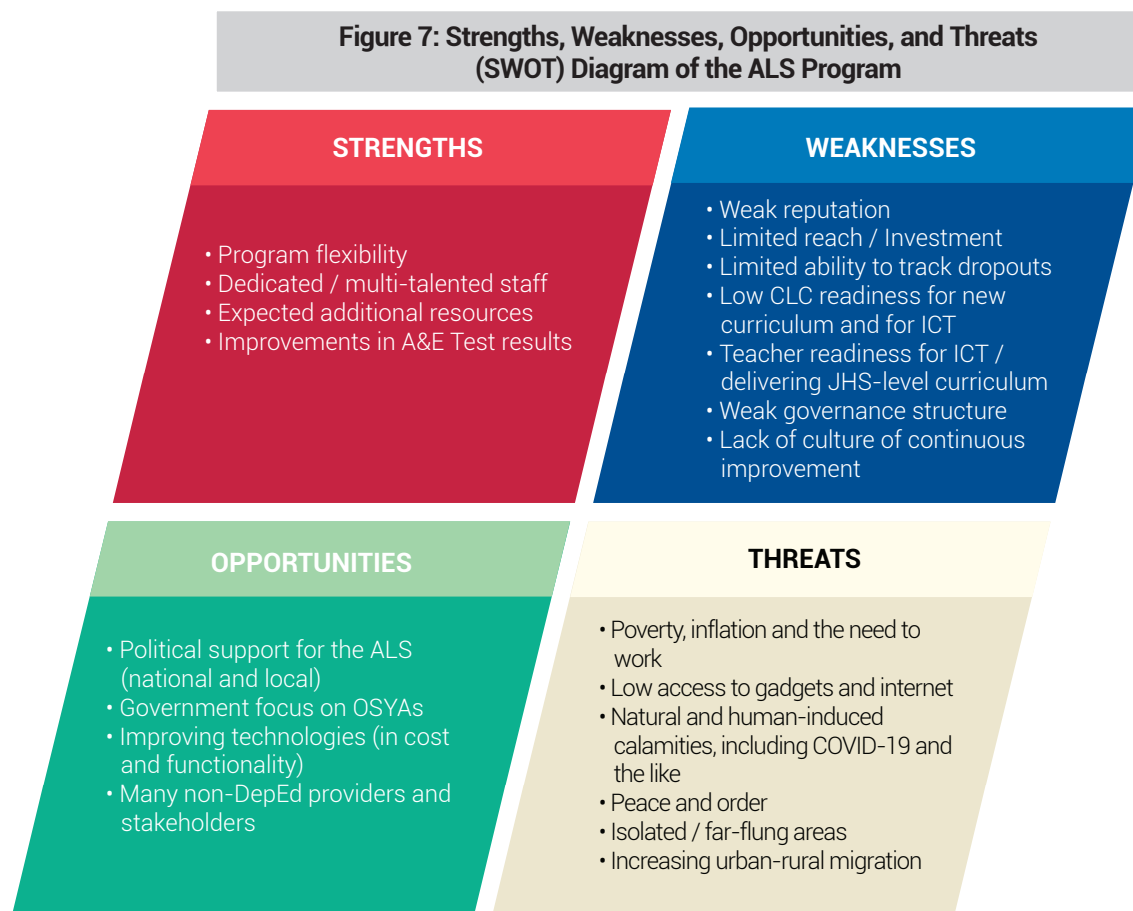 Figure 7: Strengths, Weaknesses, Opportunities, and Threats
(SWOT) Diagram of the ALS Program
STRENGTHS
• Program flexibility
• Dedicated / multi-talented staff
• Expected additional resources
• Improvements in A&E Test results
WEAKNESSES
• Weak reputation
• Limited reach / Investment
• Limited ability to track dropouts
• Low CLC readiness for new
curriculum and for ICT
• Teacher readiness for ICT /
delivering JHS-level curriculum
• Weak governance structure
• Lack of culture of continuous
improvement
OPPORTUNITIES
• Political support for the ALS
(national and local)
• Government focus on OSYAs
• Improving technologies (in cost
and functionality)
• Many non-DepEd providers and
stakeholders
THREATS
• Poverty, inflation and the need to
work
• Low access to gadgets and internet
• Natural and human-induced
calamities, including COVID-19 and
the like
• Peace and order
• Isolated / far-flung areas
• Increasing urban-rural migration